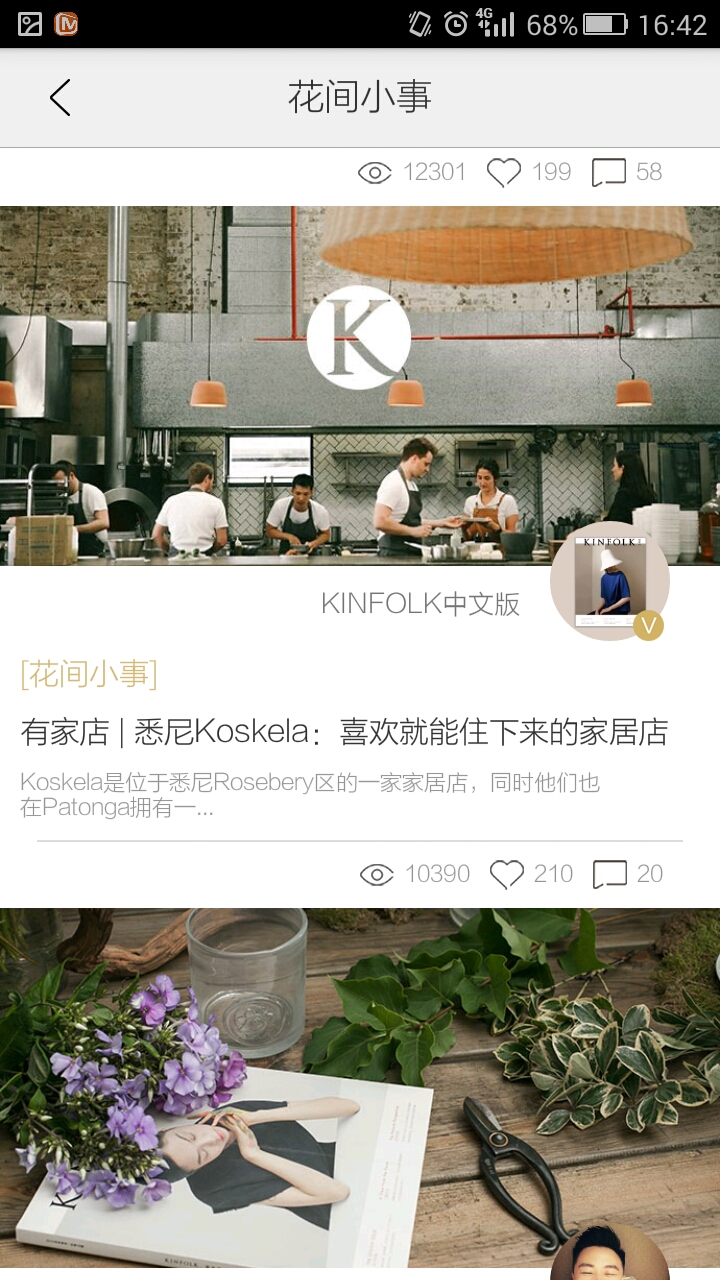 4G 68% 16:42
花间小事
12301 199 58
K
KINFOLK
KINFOLK中文版
V
[花间小事]
有家店 | 悉尼Koskela：喜欢就能住下来的家居店
Koskela是位于悉尼Rosebery区的一家家居店，同时他们也
在Patonga拥有一...
10390 210 20
KINFOLK